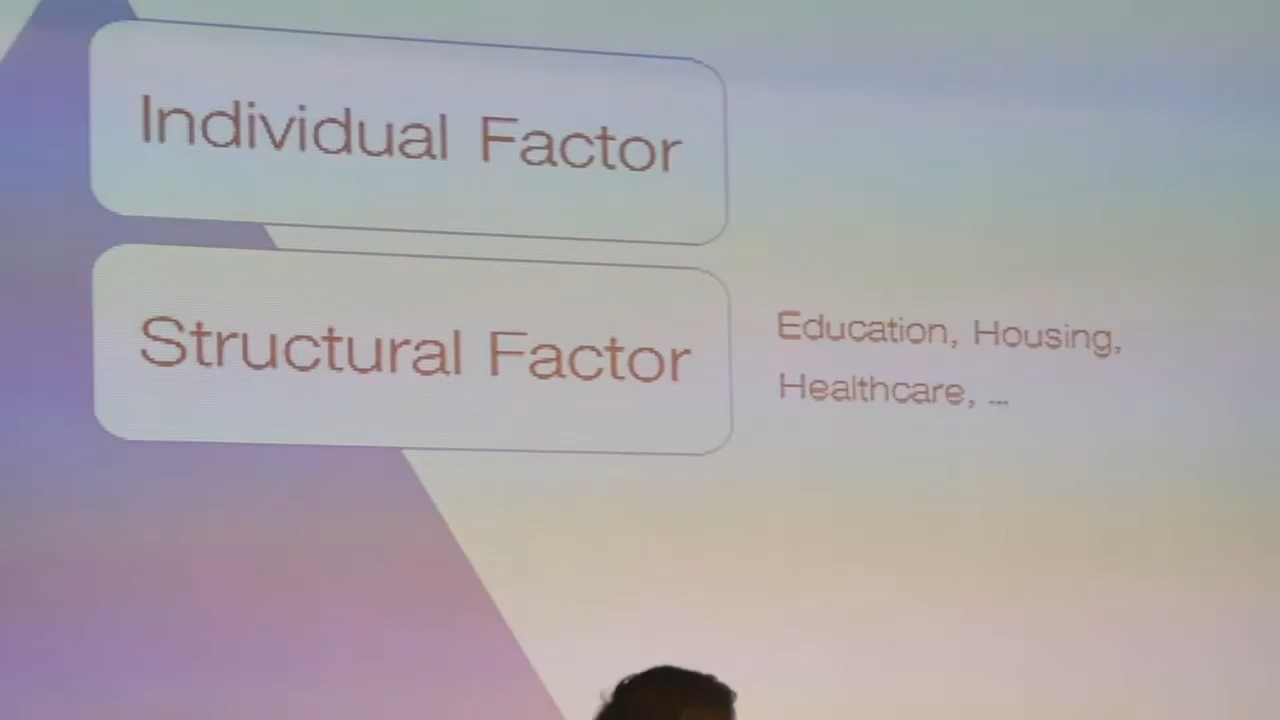 Individual Factor
Structural Factor
Education, Housing,
Healthcare, ...